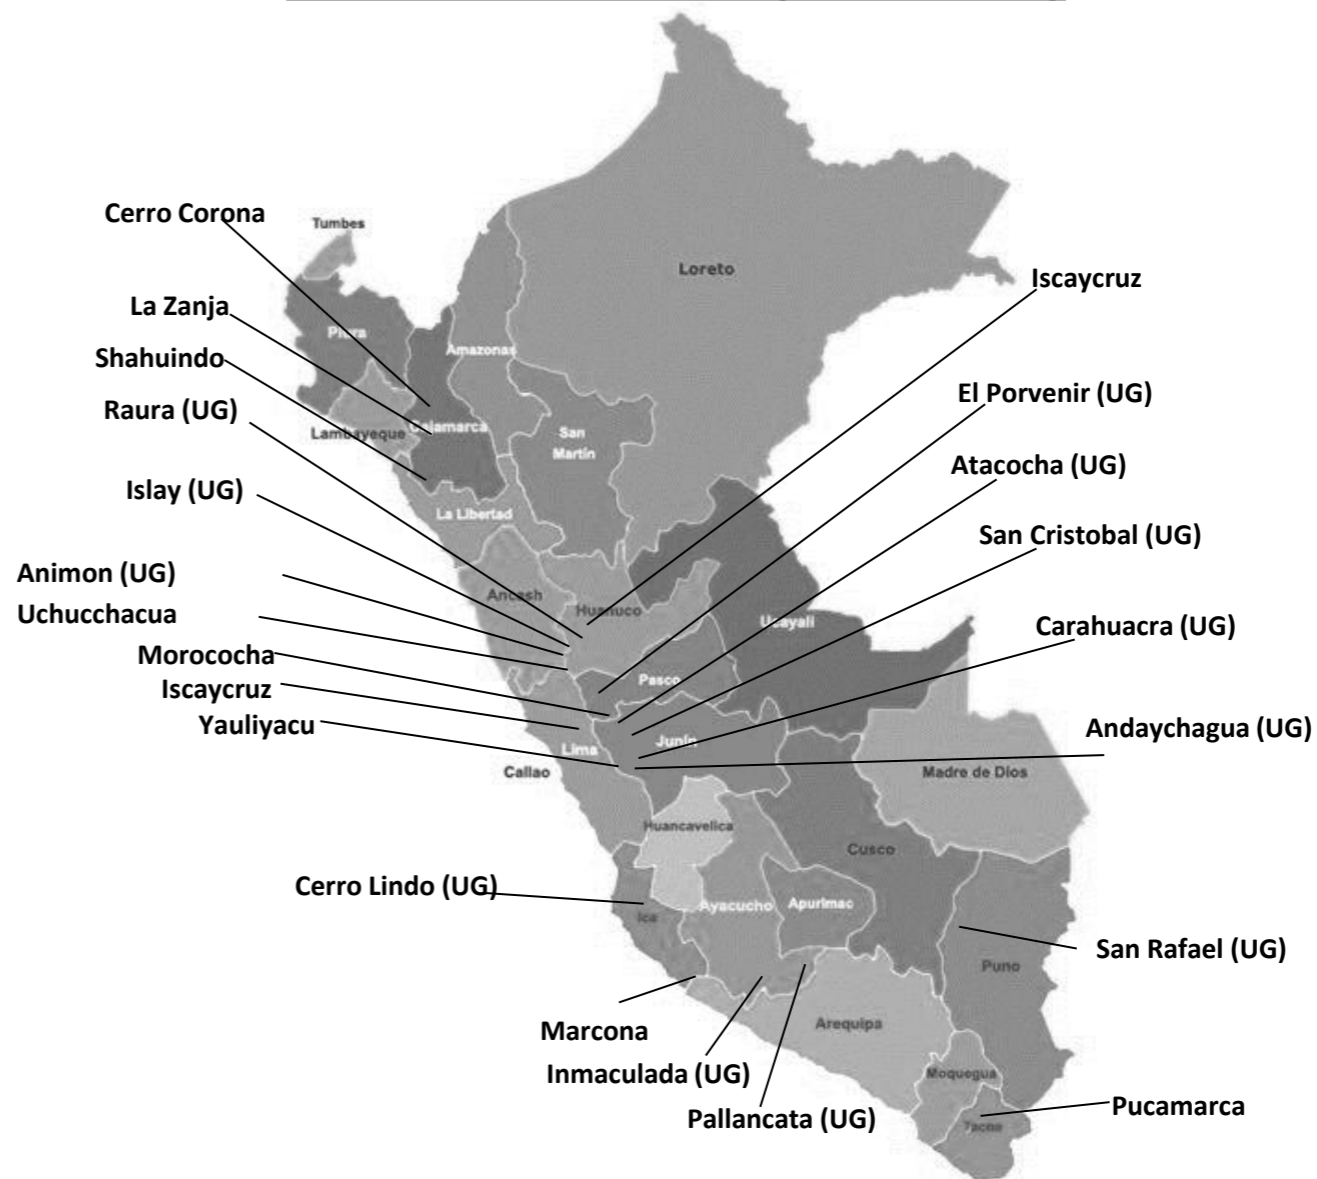 Cerro Corona
Tumbes
Loreto
Iscaycruz
La Zanja
Piura
Amazonas
Shahuindo
El Porvenir (UG)
Raura (UG)
Lambayeque
Cajamarca
San
Martín
Atacocha (UG)
Islay (UG)
La Libertad
San Cristobal (UG)
Animon (UG)
Ancash
Huanuco
Uchucchacua
Ucayali
Carahuacra (UG)
Morococha
Pasco
Iscaycruz
Yauliyacu
Lima
Junín
Andaychagua (UG)
Callao
Madre de Dios
Huancavelica
Cusco
Cerro Lindo (UG)
Ica
Ayacucho
Apurimac
San Rafael (UG)
Puno
Marcona
Arequipa
Inmaculada (UG)
Moquegua
Pallancata (UG)
Pucamarca
Tacna